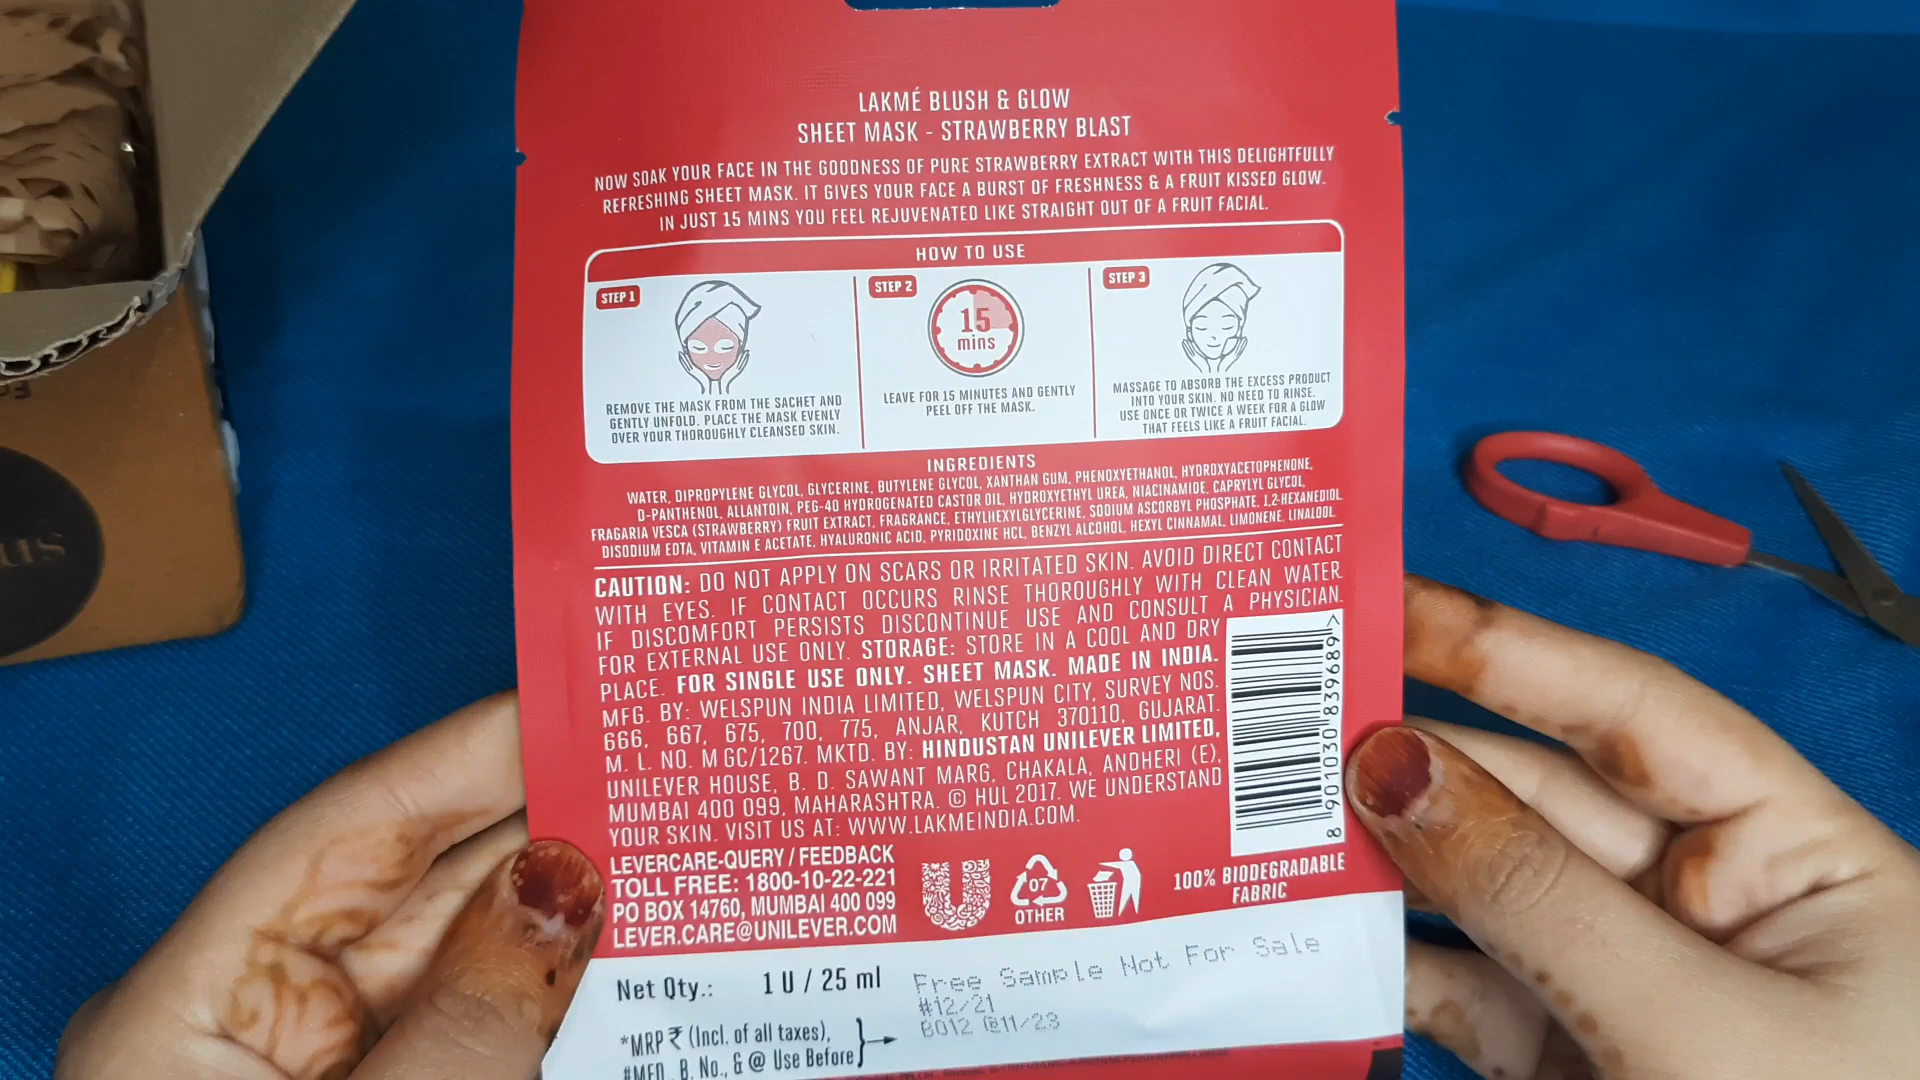 LAKMÉ BLUSH & GLOW
SHEET MASK - STRAWBERRY BLAST
NOW SOAK YOUR FACE IN THE GOODNESS OF PURE STRAWBERRY EXTRACT WITH THIS DELIGHTFULLY
REFRESHING SHEET MASK. IT GIVES YOUR FACE A BURST OF FRESHNESS & A FRUIT KISSED GLOW.
IN JUST 15 MINS YOU FEEL REJUVENATED LIKE STRAIGHT OUT OF A FRUIT FACIAL.
HOW TO USE
STEP 1
REMOVE THE MASK FROM THE SACHET AND
GENTLY UNFOLD. PLACE THE MASK EVENLY
OVER YOUR THOROUGHLY CLEANSED SKIN.
STEP 2
15
mins
LEAVE FOR 15 MINUTES AND GENTLY
PEEL OFF THE MASK.
STEP 3
MASSAGE TO ABSORB THE EXCESS PRODUCT
INTO YOUR SKIN. NO NEED TO RINSE.
USE ONCE OR TWICE A WEEK FOR A GLOW
THAT FEELS LIKE A FRUIT FACIAL.
INGREDIENTS
WATER, DIPROPYLENE GLYCOL, GLYCERINE, BUTYLENE GLYCOL, XANTHAN GUM, PHENOXYETHANOL, HYDROXYACETOPHENONE,
D-PANTHENOL, ALLANTOIN, PEG-40 HYDROGENATED CASTOR OIL, HYDROXYETHYL UREA, NIACINAMIDE, CAPRYLYL GLYCOL,
FRAGARIA VESCA (STRAWBERRY) FRUIT EXTRACT, FRAGRANCE, ETHYLHEXYLGLYCERINE, SODIUM ASCORBYL PHOSPHATE, 1,2-HEXANEDIOL
DISODIUM EDTA, VITAMIN E ACETATE, HYALURONIC ACID, PYRIDOXINE HCL, BENZYL ALCOHOL, HEXYL CINNAMAL, LIMONENE, LINALOOL
CAUTION: DO NOT APPLY ON SCARS OR IRRITATED SKIN. AVOID DIRECT CONTACT
WITH EYES. IF CONTACT OCCURS RINSE THOROUGHLY WITH CLEAN WATER.
IF DISCOMFORT PERSISTS DISCONTINUE USE AND CONSULT A PHYSICIAN.
FOR EXTERNAL USE ONLY. STORAGE: STORE IN A COOL AND DRY
PLACE. FOR SINGLE USE ONLY. SHEET MASK. MADE IN INDIA.
MFG. BY: WELSPUN INDIA LIMITED, WELSPUN CITY, SURVEY NOS.
666, 667, 675, 700, 775, ANJAR, KUTCH 370110, GUJARAT.
M. L. NO. M GC/1267. MKTD. BY: HINDUSTAN UNILEVER LIMITED,
UNILEVER HOUSE, B. D. SAWANT MARG, CHAKALA, ANDHERI (E),
MUMBAI 400 099, MAHARASHTRA. © HUL 2017. WE UNDERSTAND
YOUR SKIN. VISIT US AT: WWW.LAKMEINDIA.COM.
8 901030 839689 >
LEVERCARE-QUERY / FEEDBACK
TOLL FREE: 1800-10-22-221
PO BOX 14760, MUMBAI 400 099
LEVER.CARE@UNILEVER.COM
07
OTHER
100% BIODEGRADABLE
FABRIC
Net Qty.: 1 U / 25 ml
Free Sample Not For Sale
#12/21
B012 @11/23
*MRP ₹ (Incl. of all taxes),
#MFD., B. No., & @ Use Before
us